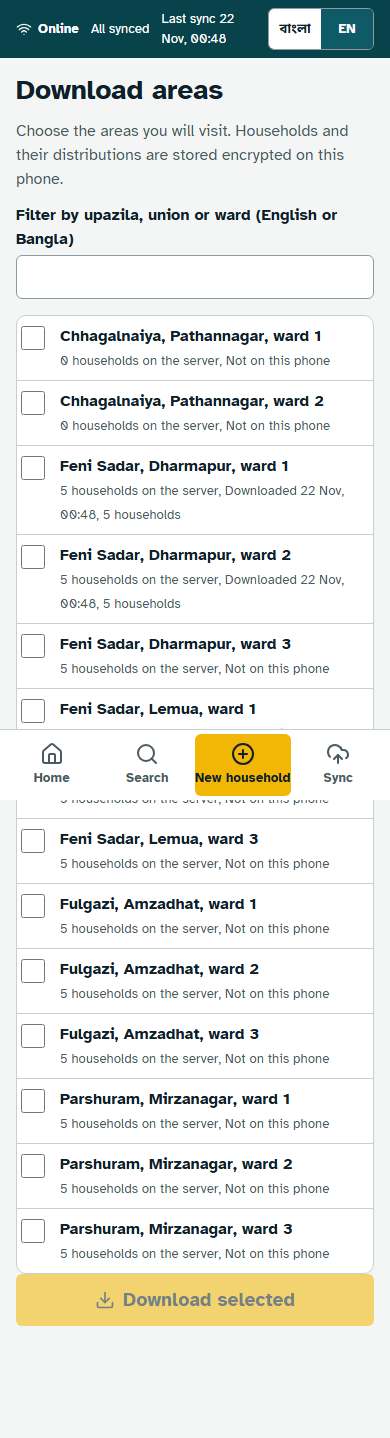 Online
All synced
Last sync 22
Nov, 00:48
বাংলা
EN
Download areas
Choose the areas you will visit. Households and
their distributions are stored encrypted on this
phone.
Filter by upazila, union or ward (English or
Bangla)
Chhagalnaiya, Pathannagar, ward 1
0 households on the server, Not on this phone
Chhagalnaiya, Pathannagar, ward 2
0 households on the server, Not on this phone
Feni Sadar, Dharmapur, ward 1
5 households on the server, Downloaded 22 Nov,
00:48, 5 households
Feni Sadar, Dharmapur, ward 2
5 households on the server, Downloaded 22 Nov,
00:48, 5 households
Feni Sadar, Dharmapur, ward 3
5 households on the server, Not on this phone
Feni Sadar, Lemua, ward 1
Home
Search
New household
Sync
5 households on the server, Not on this phone
Feni Sadar, Lemua, ward 3
5 households on the server, Not on this phone
Fulgazi, Amzadhat, ward 1
5 households on the server, Not on this phone
Fulgazi, Amzadhat, ward 2
5 households on the server, Not on this phone
Fulgazi, Amzadhat, ward 3
5 households on the server, Not on this phone
Parshuram, Mirzanagar, ward 1
5 households on the server, Not on this phone
Parshuram, Mirzanagar, ward 2
5 households on the server, Not on this phone
Parshuram, Mirzanagar, ward 3
5 households on the server, Not on this phone
Download selected